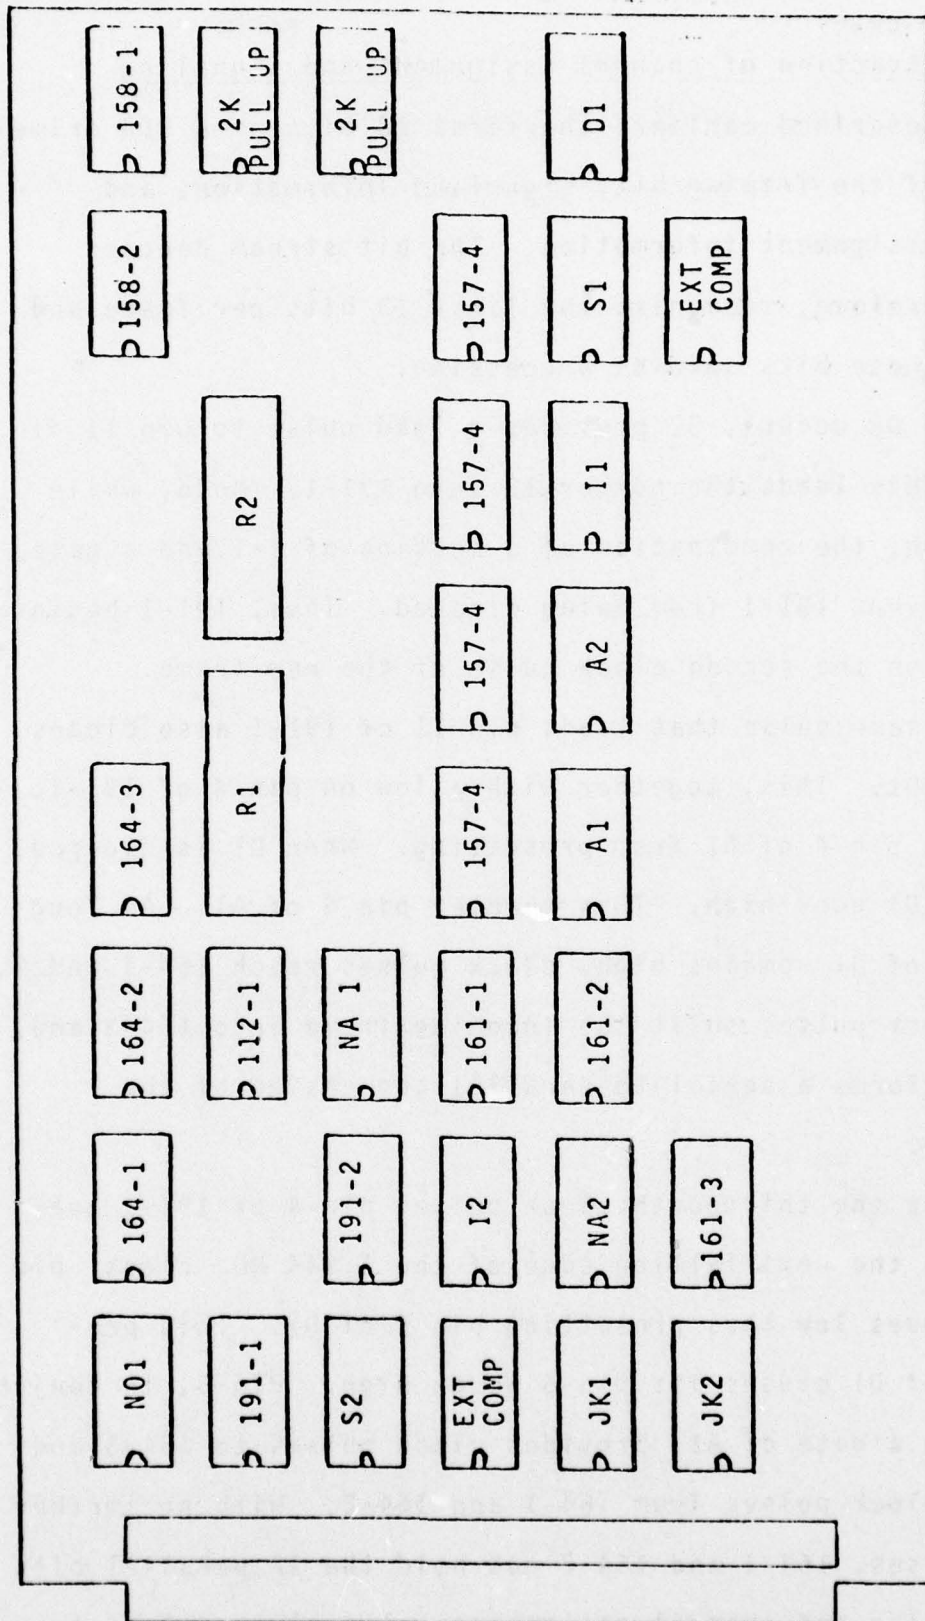 NO1
164-1
164-2
164-3
158-2
158-1
191-1
112-1
R1
R2
2K
PULL UP
S2
191-2
NA 1
2K
PULL UP
EXT
COMP
I2
161-1
157-4
157-4
157-4
157-4
JK1
NA2
161-2
A1
A2
I1
S1
D1
JK2
161-3
EXT
COMP